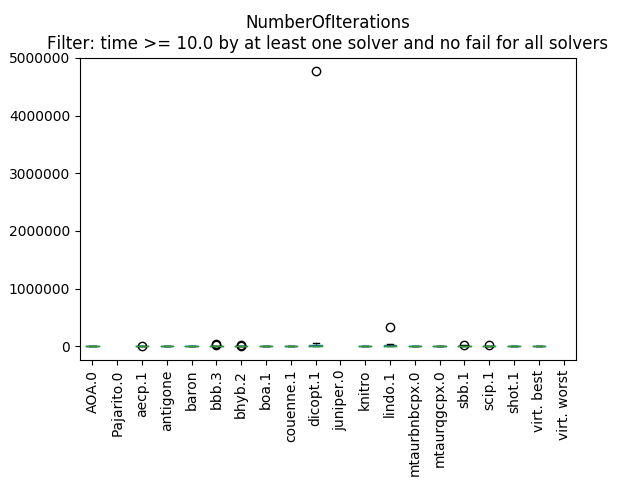 NumberOfIterations
Filter: time >= 10.0 by at least one solver and no fail for all solvers
5000000
4000000
3000000
2000000
1000000
0
AOA.0
Pajarito.0
aecp.1
antigone
baron
bbb.3
bhyb.2
boa.1
couenne.1
dicopt.1
juniper.0
knitro
lindo.1
mtaurbnbcpx.0
mtaurqgcpx.0
sbb.1
scip.1
shot.1
virt. best
virt. worst